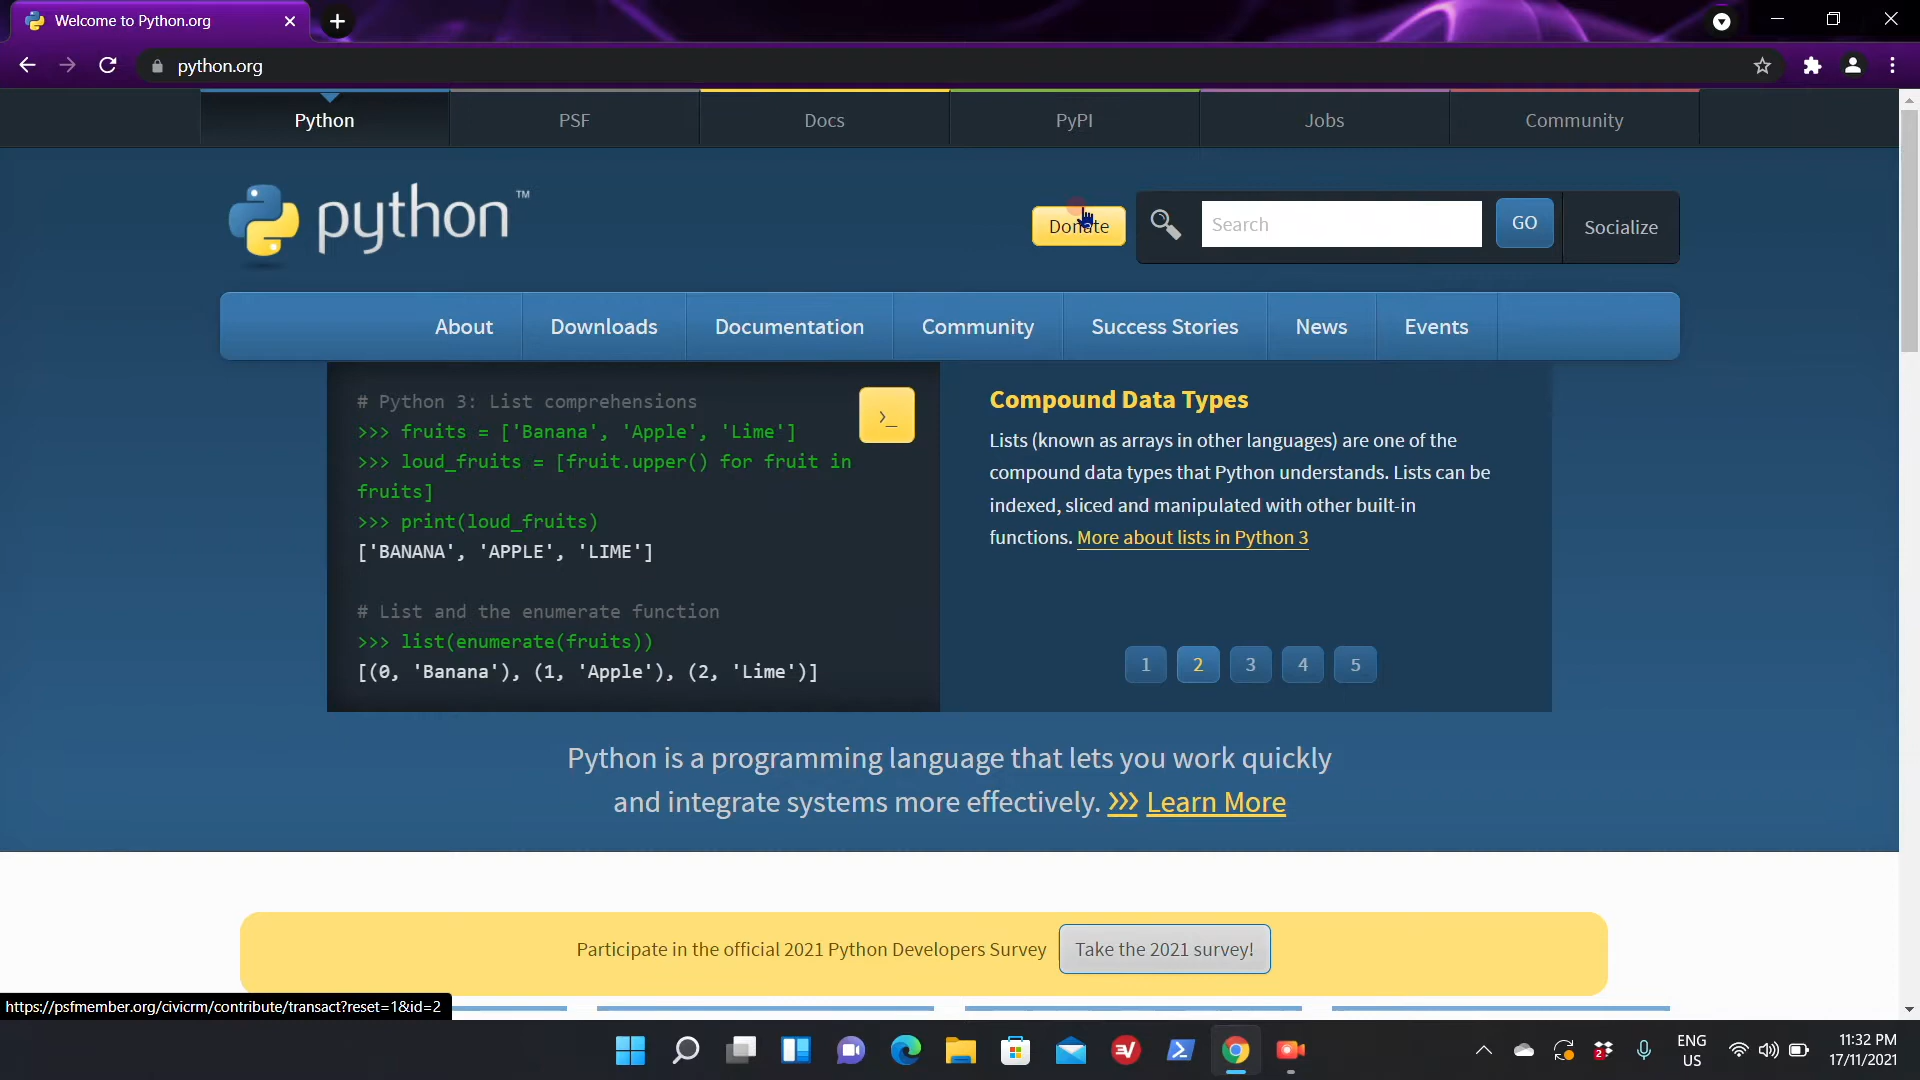 Welcome to Python.org
python.org
Python PSF Docs PyPI Jobs Community
python™
Donate
Search
GO
Socialize
About Downloads Documentation Community Success Stories News Events
# Python 3: List comprehensions
>>> fruits = ['Banana', 'Apple', 'Lime']
>>> loud_fruits = [fruit.upper() for fruit in
fruits]
>>> print(loud_fruits)
['BANANA', 'APPLE', 'LIME']
# List and the enumerate function
>>> list(enumerate(fruits))
[(0, 'Banana'), (1, 'Apple'), (2, 'Lime')]
>_
Compound Data Types
Lists (known as arrays in other languages) are one of the
compound data types that Python understands. Lists can be
indexed, sliced and manipulated with other built-in
functions. More about lists in Python 3
1 2 3 4 5
Python is a programming language that lets you work quickly
and integrate systems more effectively. >>> Learn More
Participate in the official 2021 Python Developers Survey Take the 2021 survey!
https://psfmember.org/civicrm/contribute/transact?reset=1&id=2
2
ENG
US
11:32 PM
17/11/2021